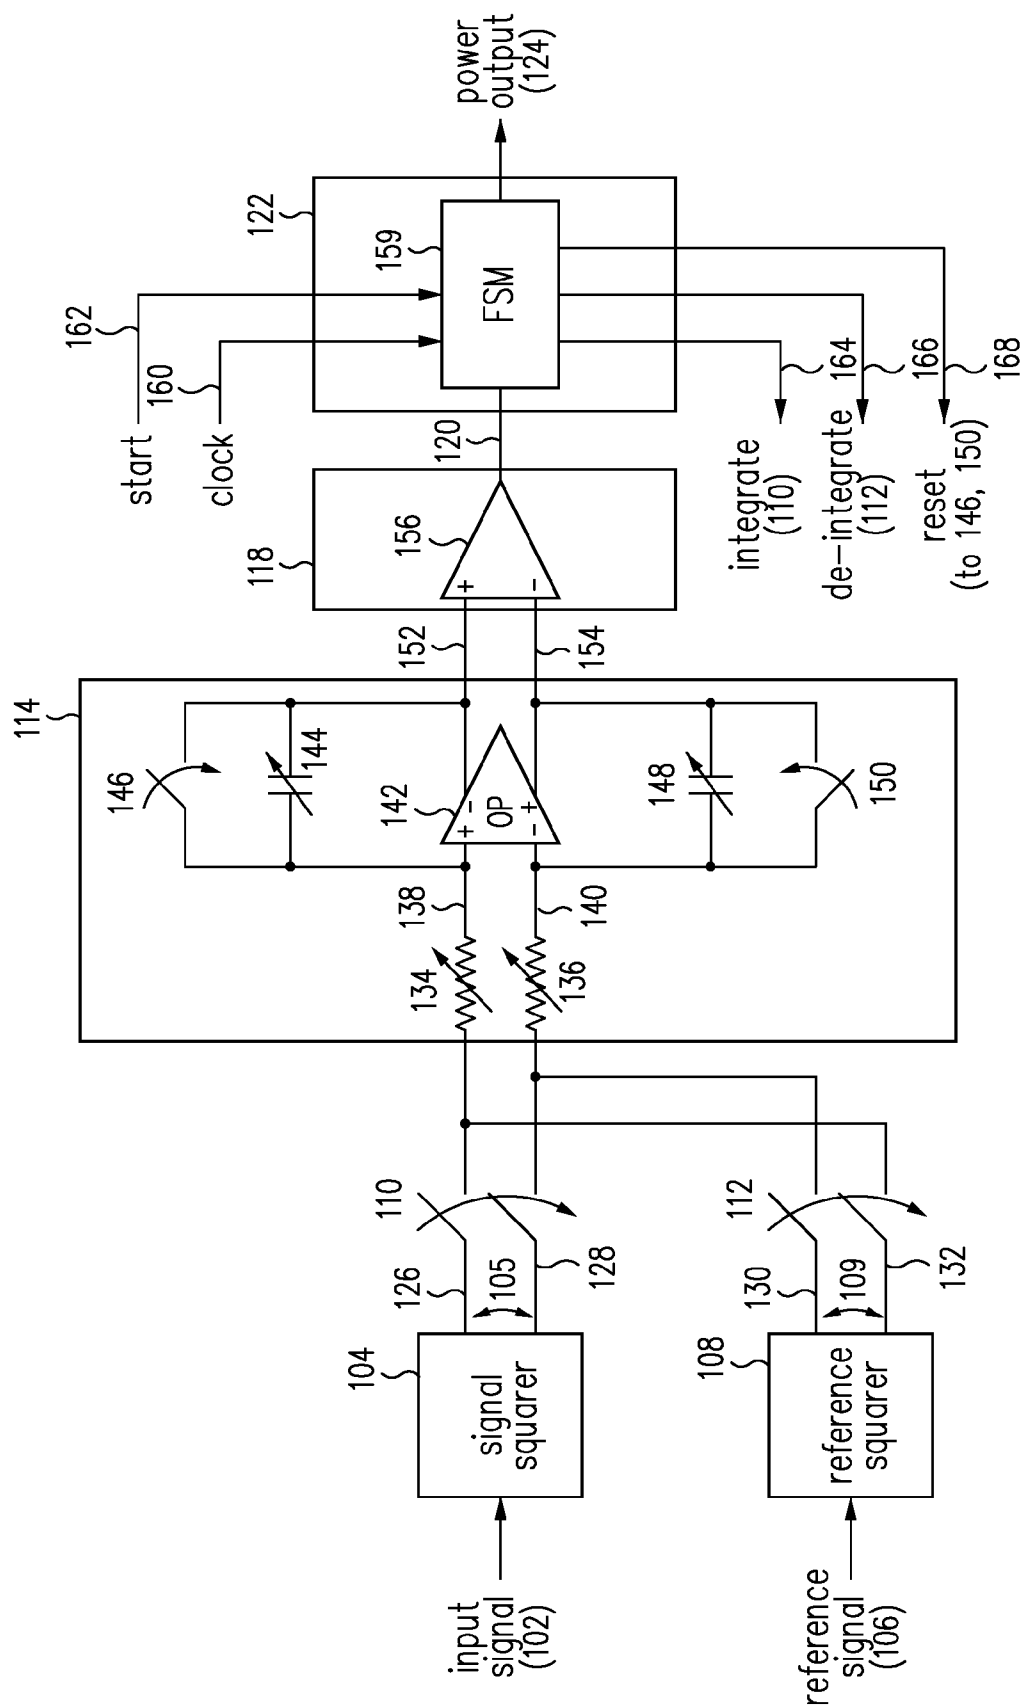 input
signal
(102)
reference
signal
(106)
104
signal
squarer
108
reference
squarer
126
105
128
110
130
109
132
112
114
134
136
138
140
146
144
142
+
-
OP
-
+
148
150
152
154
118
156
+
-
120
start
162
clock
160
122
159
FSM
power
output
(124)
integrate
(110)
164
de-integrate
(112)
166
reset
(to 146, 150)
168